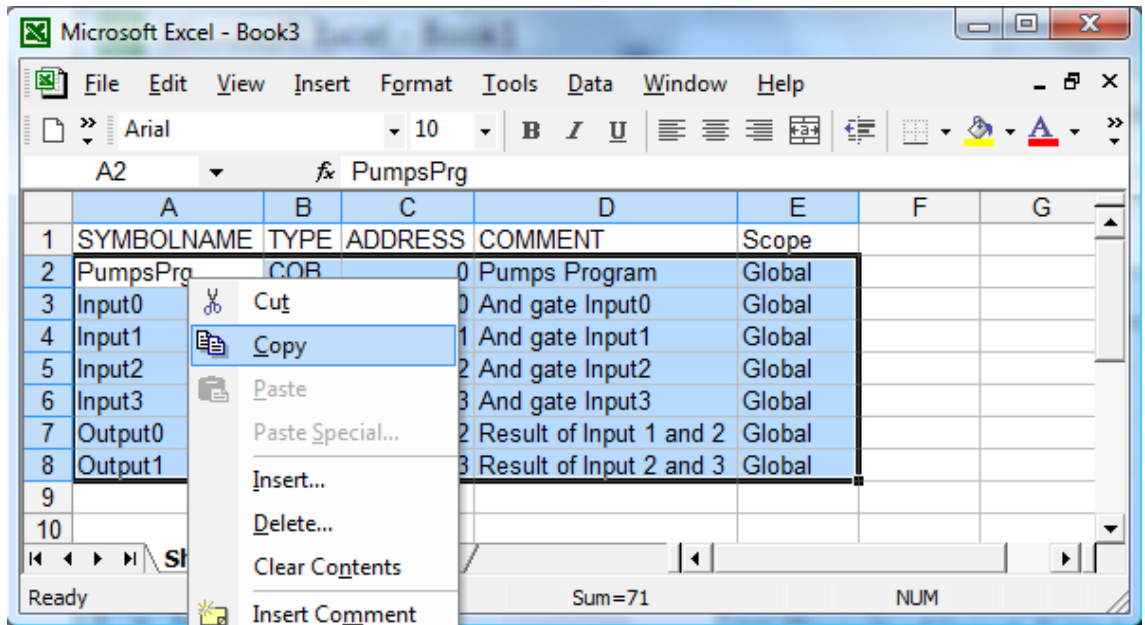 Microsoft Excel - Book3
File Edit View Insert Format Tools Data Window Help
Arial 10 B I U A
A2 fx PumpsPrg
A B C D E F G
1 SYMBOLNAME TYPE ADDRESS COMMENT Scope
2 PumpsPrg COB 0 Pumps Program Global
3 Input0 0 And gate Input0 Global
4 Input1 1 And gate Input1 Global
5 Input2 2 And gate Input2 Global
6 Input3 3 And gate Input3 Global
7 Output0 2 Result of Input 1 and 2 Global
8 Output1 3 Result of Input 2 and 3 Global
9
10
Cut
Copy
Paste
Paste Special...
Insert...
Delete...
Clear Contents
Insert Comment
Sh
Ready Sum=71 NUM